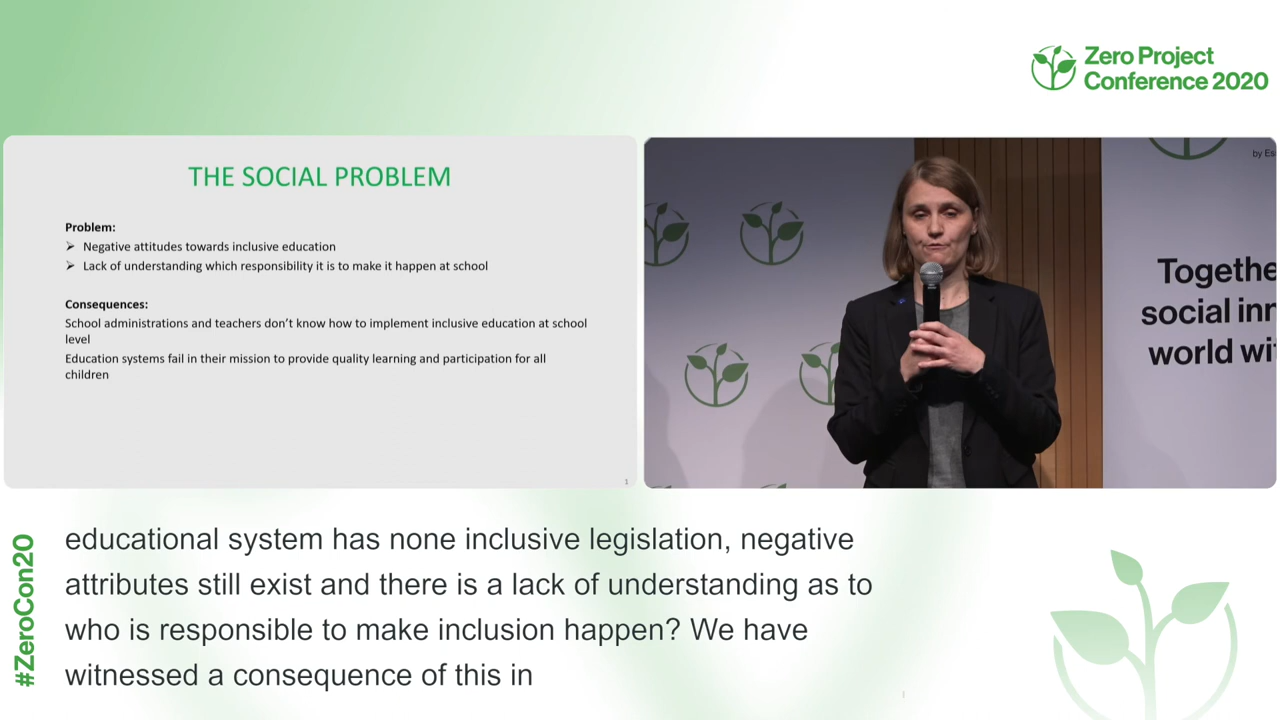 Zero Project
Conference 2020
THE SOCIAL PROBLEM
Problem:
➢ Negative attitudes towards inclusive education
➢ Lack of understanding which responsibility it is to make it happen at school
Consequences:
School administrations and teachers don't know how to implement inclusive education at school
level
Education systems fail in their mission to provide quality learning and participation for all
children
1
by Es
Togethe
social inn
world wi
#ZeroCon20
educational system has none inclusive legislation, negative
attributes still exist and there is a lack of understanding as to
who is responsible to make inclusion happen? We have
witnessed a consequence of this in